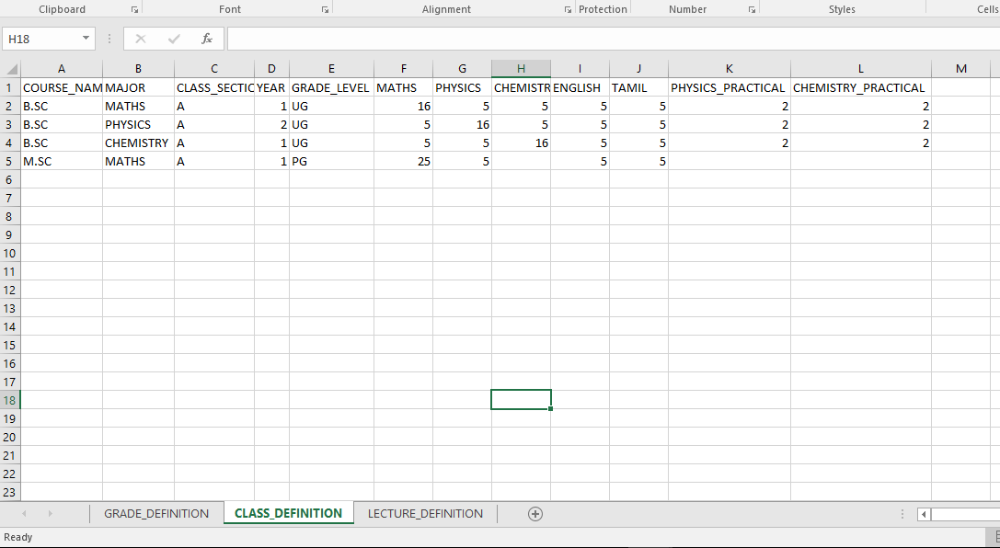 Clipboard Font Alignment Protection Number Styles Cells
H18 fx
A B C D E F G H I J K L M
1 COURSE_NAM MAJOR CLASS_SECTIC YEAR GRADE_LEVEL MATHS PHYSICS CHEMISTR ENGLISH TAMIL PHYSICS_PRACTICAL CHEMISTRY_PRACTICAL
2 B.SC MATHS A 1 UG 16 5 5 5 5 2 2
3 B.SC PHYSICS A 2 UG 5 16 5 5 5 2 2
4 B.SC CHEMISTRY A 1 UG 5 5 16 5 5 2 2
5 M.SC MATHS A 1 PG 25 5 5 5
6
7
8
9
10
11
12
13
14
15
16
17
18
19
20
21
22
23
GRADE_DEFINITION CLASS_DEFINITION LECTURE_DEFINITION
Ready